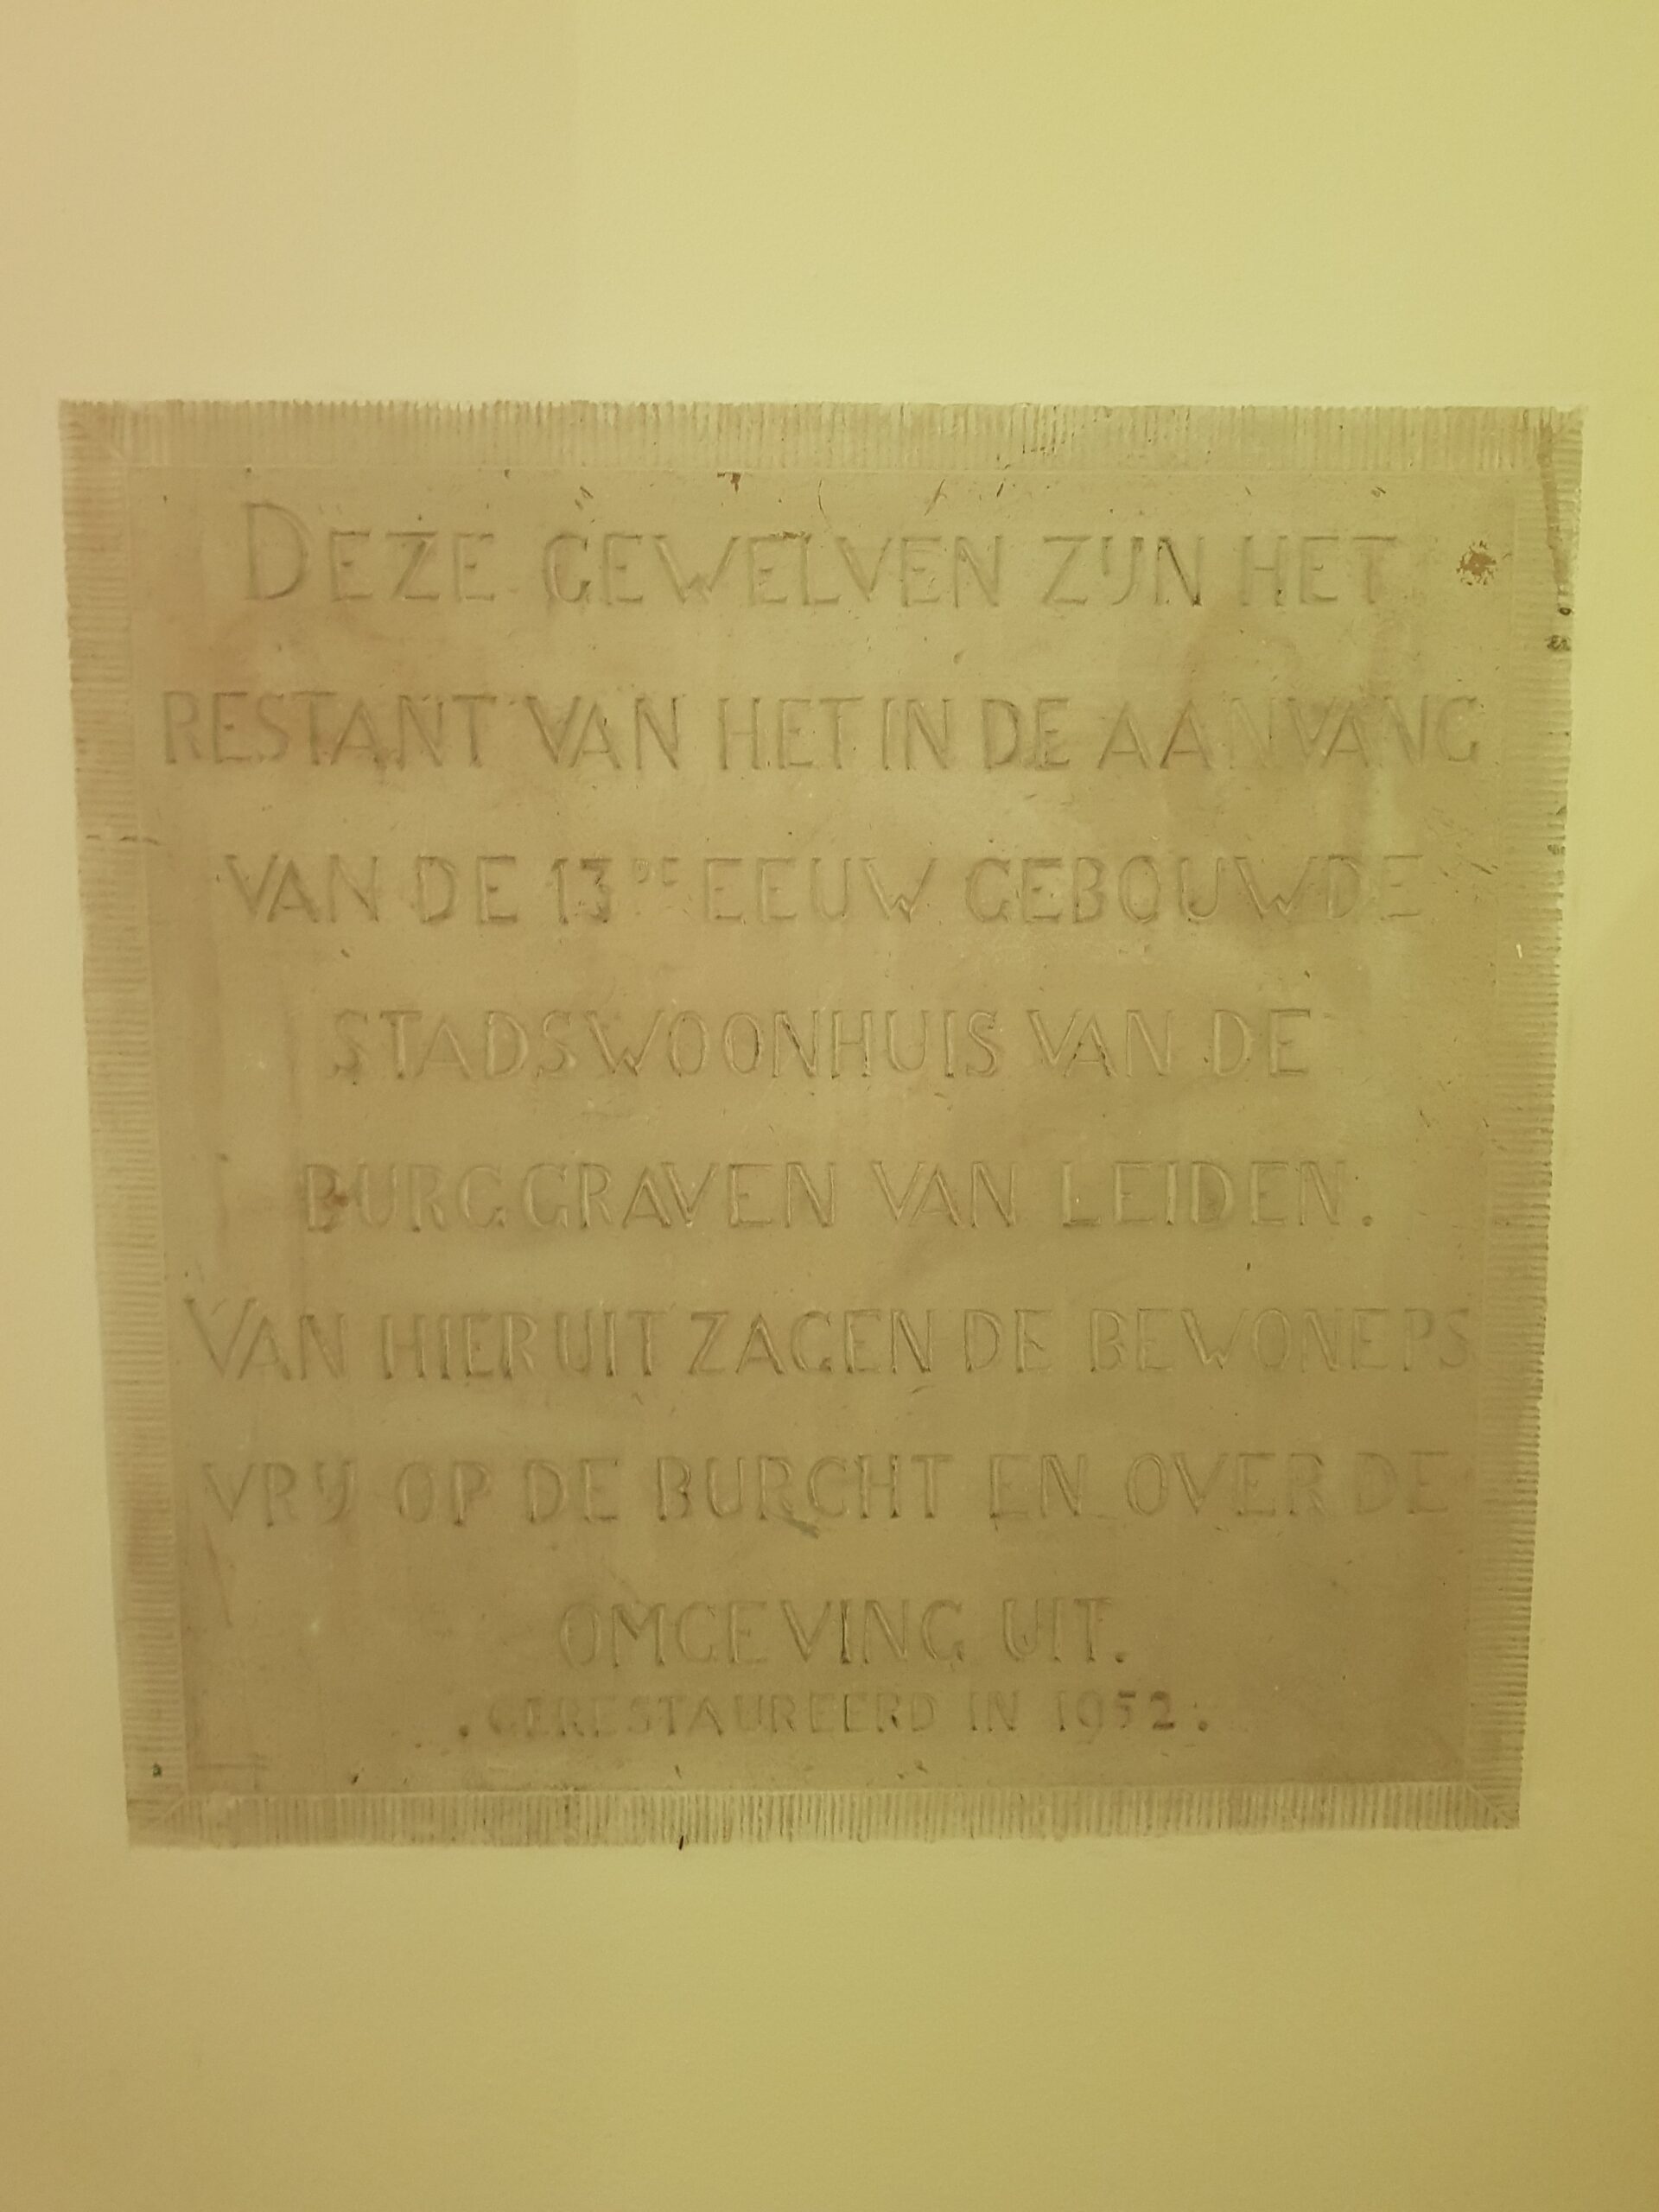 DEZE GEWELVEN ZIJN HET
RESTANT VAN HET IN DE AANVANG
VAN DE 13DE EEUW GEBOUWDE
STADSWOONHUIS VAN DE
BURGGRAVEN VAN LEIDEN.
VAN HIERUIT ZAGEN DE BEWONERS
VRIJ OP DE BURCHT EN OVER DE
OMGEVING UIT.
. GERESTAUREERD IN 1952.